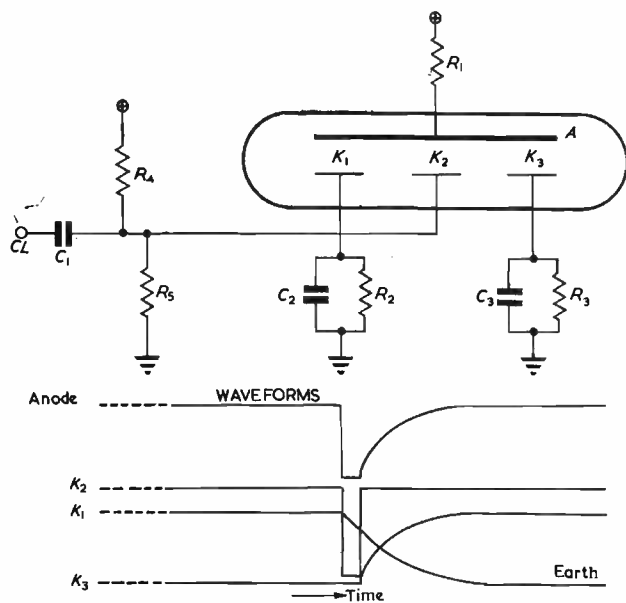 R1
A
K1 K2 K3
R4
CL
C1
R5
C2 R2
C3 R3
WAVEFORMS
Anode
K2
K1
Earth
K3
Time